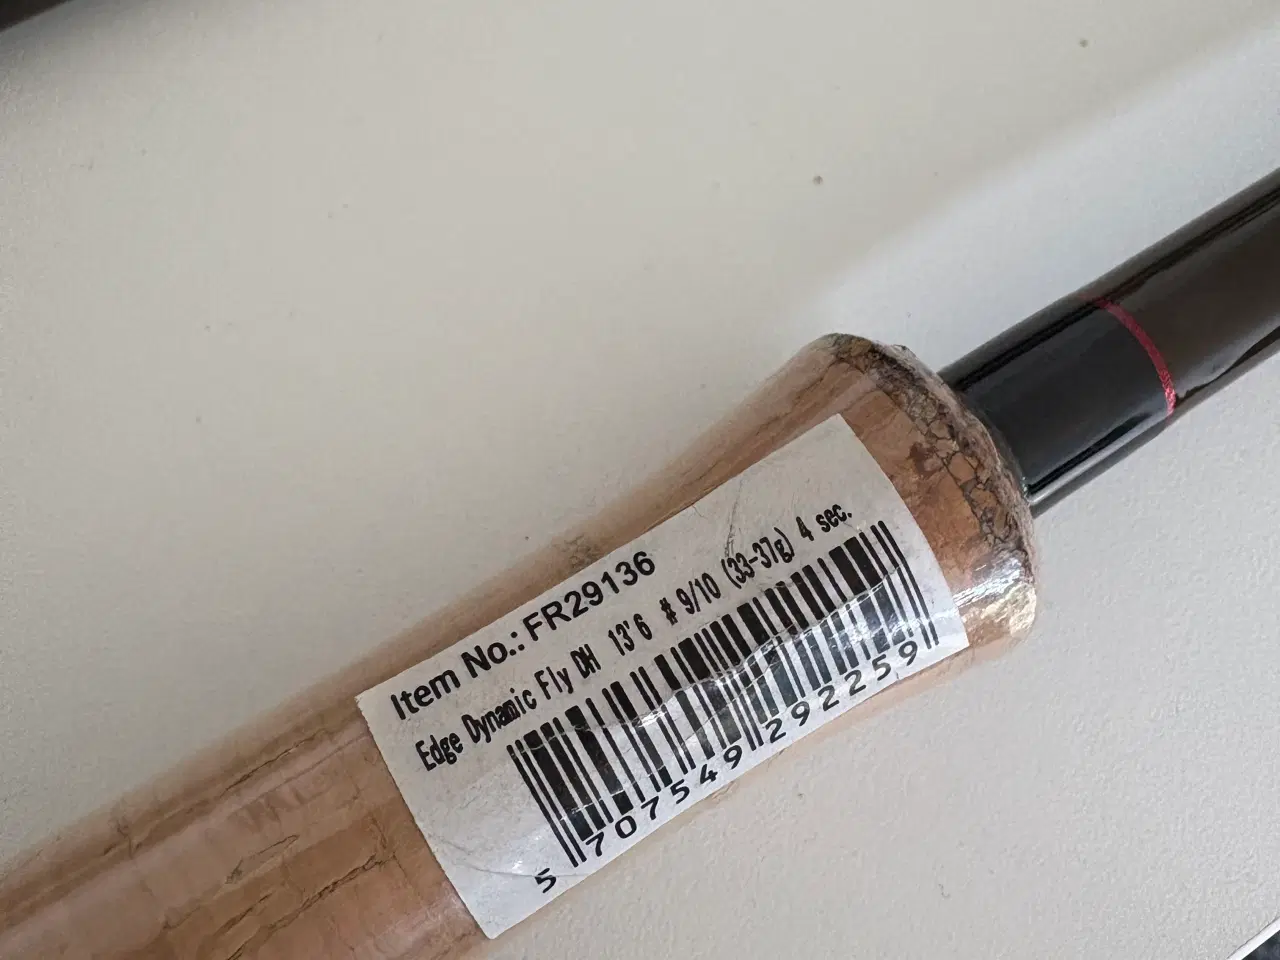 Item No.: FR29136
Edge Dynamic Fly DH 13'6 # 9/10 (33-37g) 4 sec.
5 707549 292259